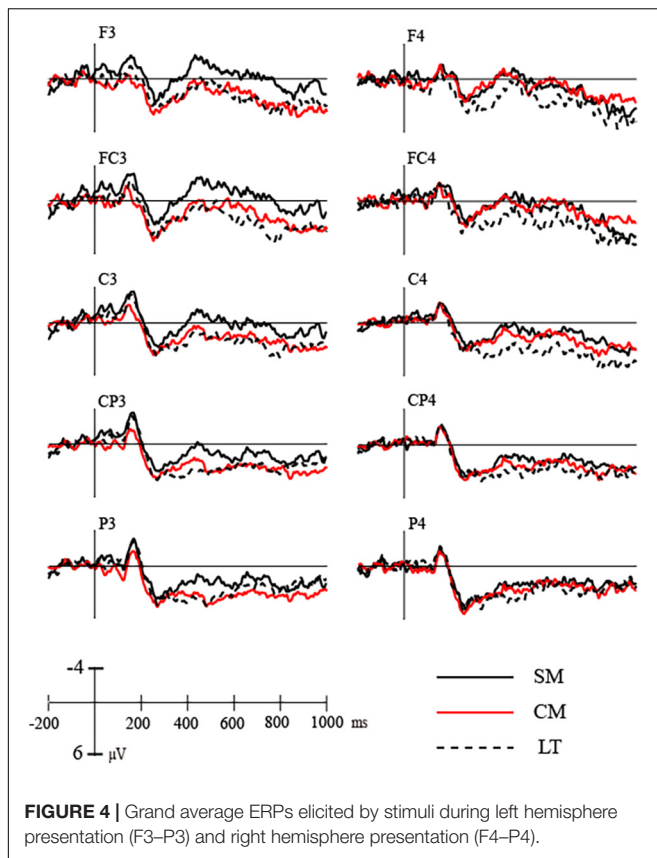 F3 F4
FC3 FC4
C3 C4
CP3 CP4
P3 P4
-4
-200 200 400 600 800 1000 ms
6 μV
SM
CM
LT
FIGURE 4 | Grand average ERPs elicited by stimuli during left hemisphere
presentation (F3–P3) and right hemisphere presentation (F4–P4).